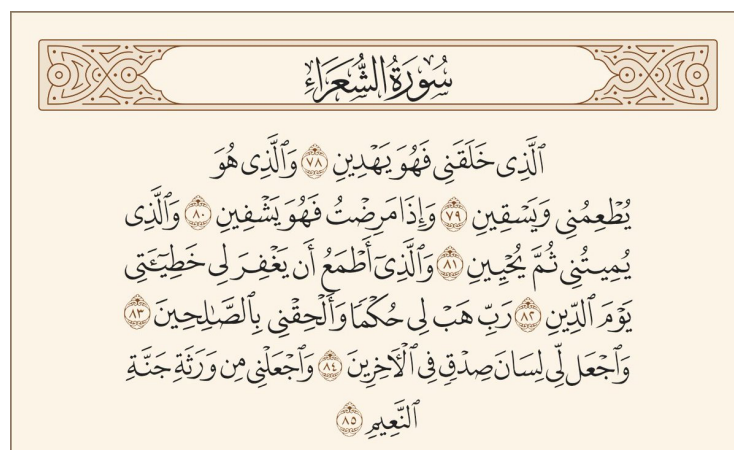 سُورَةُ الشُّعَرَاءِ
ٱلَّذِى خَلَقَنِى فَهُوَ يَهْدِينِ ٧٨ وَٱلَّذِى هُوَ
يُطْعِمُنِى وَيَسْقِينِ ٧٩ وَإِذَا مَرِضْتُ فَهُوَ يَشْفِينِ ٨٠ وَٱلَّذِى
يُمِيتُنِى ثُمَّ يُحْيِينِ ٨١ وَٱلَّذِىٓ أَطْمَعُ أَن يَغْفِرَ لِى خَطِيٓـَٔتِى
يَوْمَ ٱلدِّينِ ٨٢ رَبِّ هَبْ لِى حُكْمًا وَأَلْحِقْنِى بِٱلصَّـٰلِحِينَ ٨٣
وَٱجْعَل لِّى لِسَانَ صِدْقٍ فِى ٱلْـَٔاخِرِينَ ٨٤ وَٱجْعَلْنِى مِن وَرَثَةِ جَنَّةِ
ٱلنَّعِيمِ ٨٥